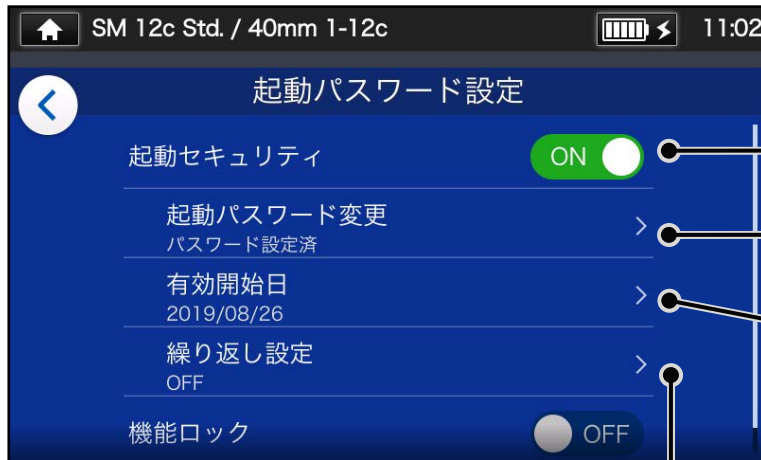 SM 12c Std. / 40mm 1-12c
11:02
起動パスワード設定
起動セキュリティ
ON
起動パスワード変更
パスワード設定済
有効開始日
2019/08/26
繰り返し設定
OFF
機能ロック
OFF